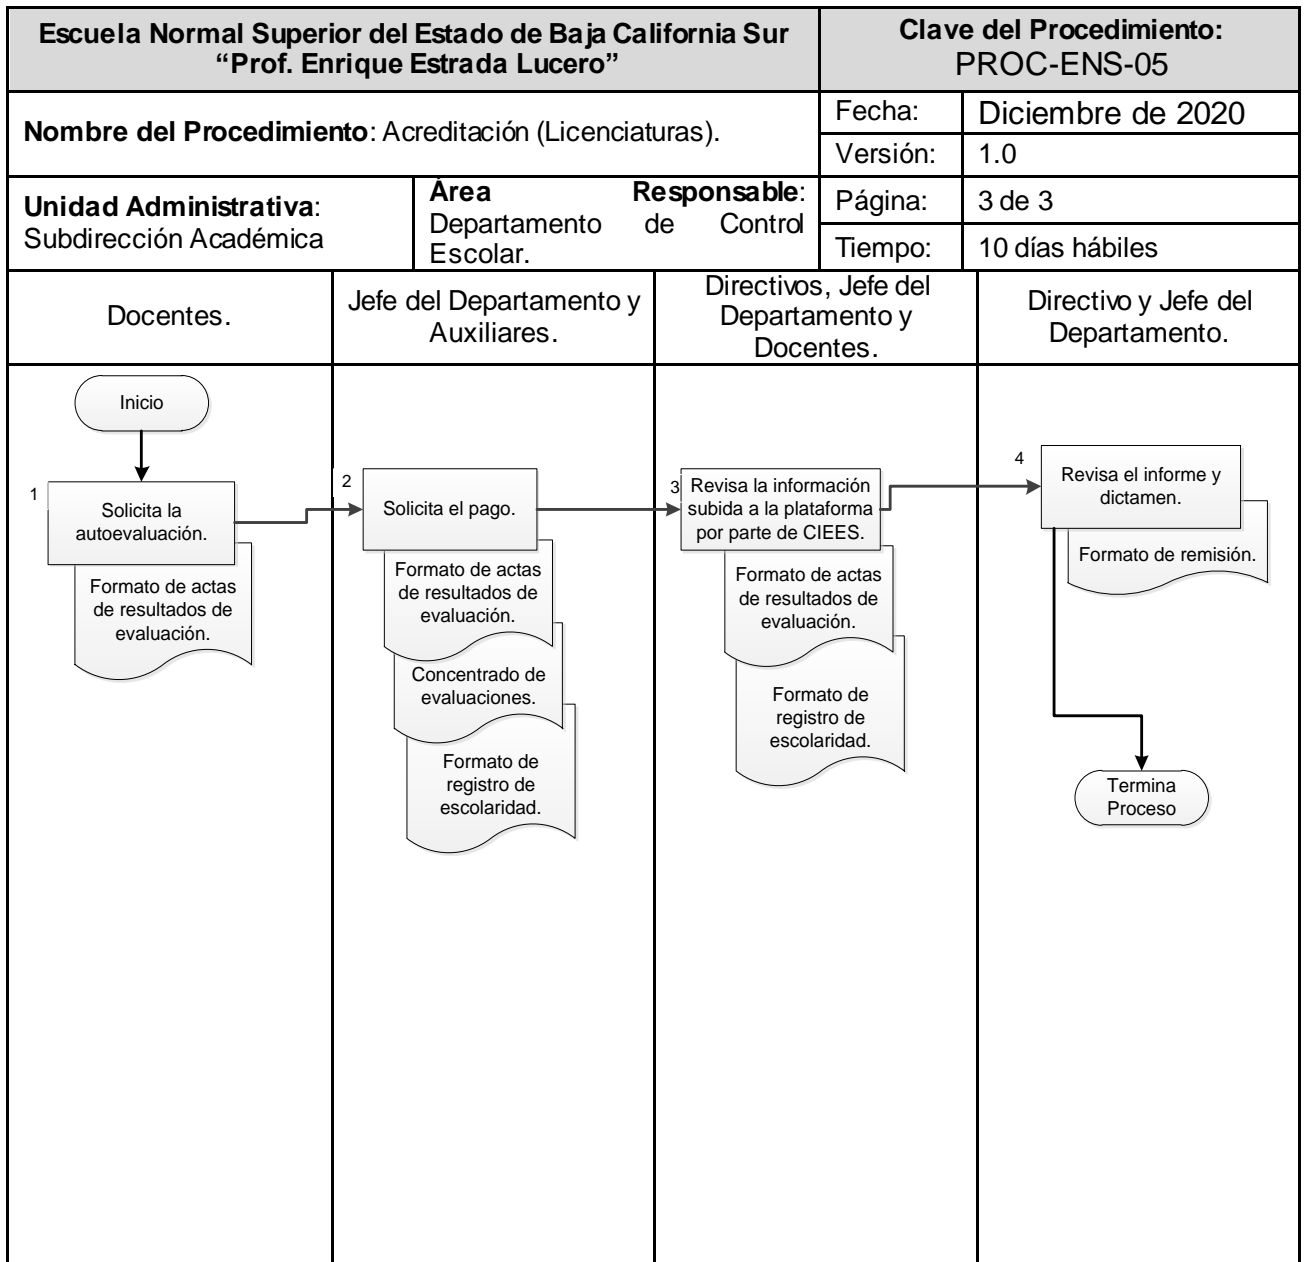 Escuela Normal Superior del Estado de Baja California Sur
“Prof. Enrique Estrada Lucero”
Clave del Procedimiento:
PROC-ENS-05
Nombre del Procedimiento: Acreditación (Licenciaturas).
Fecha:
Diciembre de 2020
Versión:
1.0
Unidad Administrativa:
Subdirección Académica
Área Responsable:
Departamento de Control
Escolar.
Página:
3 de 3
Tiempo:
10 días hábiles
Docentes.
Jefe del Departamento y
Auxiliares.
Directivos, Jefe del
Departamento y
Docentes.
Directivo y Jefe del
Departamento.
Inicio
1
Solicita la
autoevaluación.
Formato de actas
de resultados de
evaluación.
2
Solicita el pago.
Formato de actas
de resultados de
evaluación.
Concentrado de
evaluaciones.
Formato de
registro de
escolaridad.
3
Revisa la información
subida a la plataforma
por parte de CIEES.
Formato de actas
de resultados de
evaluación.
Formato de
registro de
escolaridad.
4
Revisa el informe y
dictamen.
Formato de remisión.
Termina
Proceso